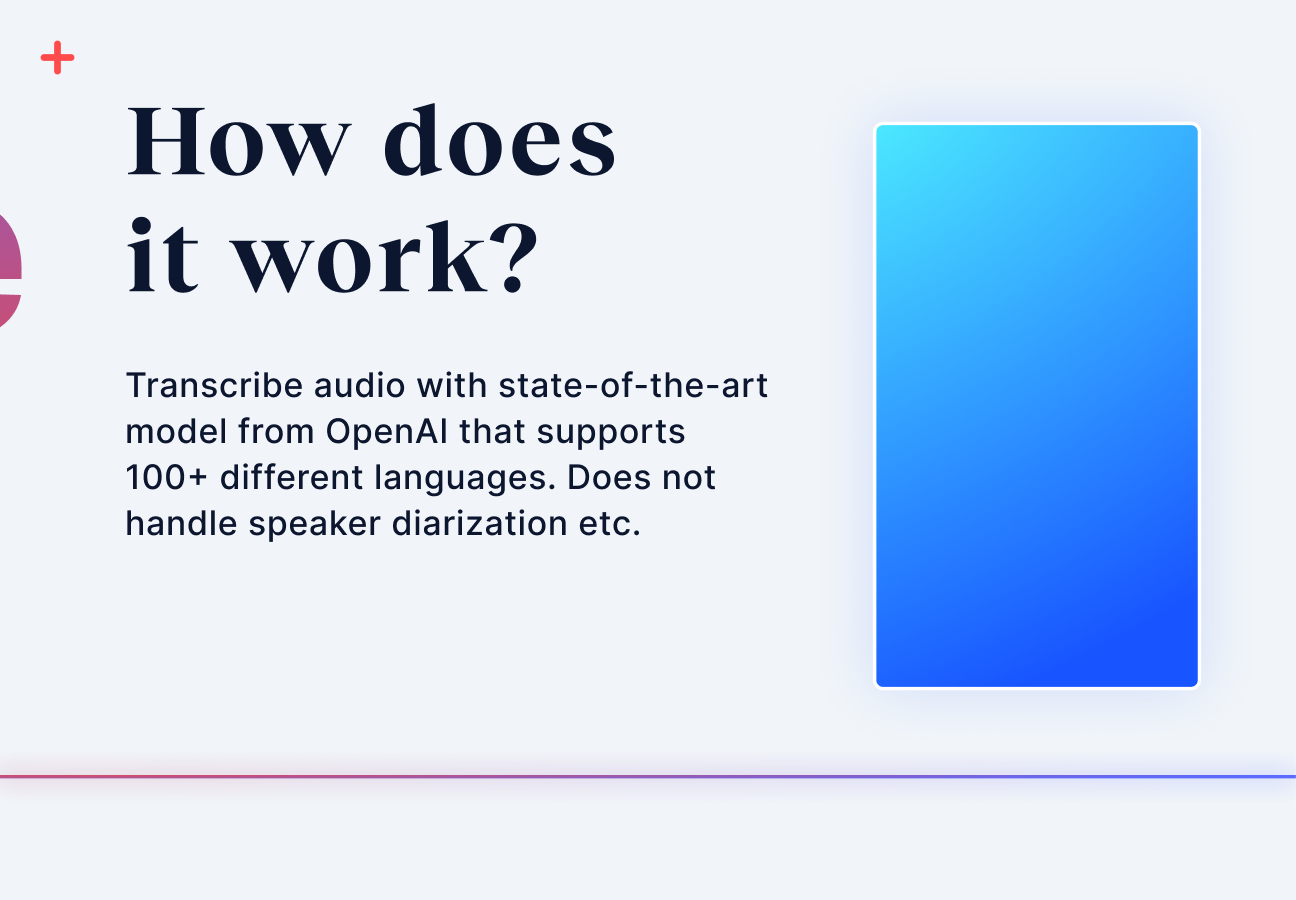 How does
it work?
Transcribe audio with state-of-the-art
model from OpenAI that supports
100+ different languages. Does not
handle speaker diarization etc.